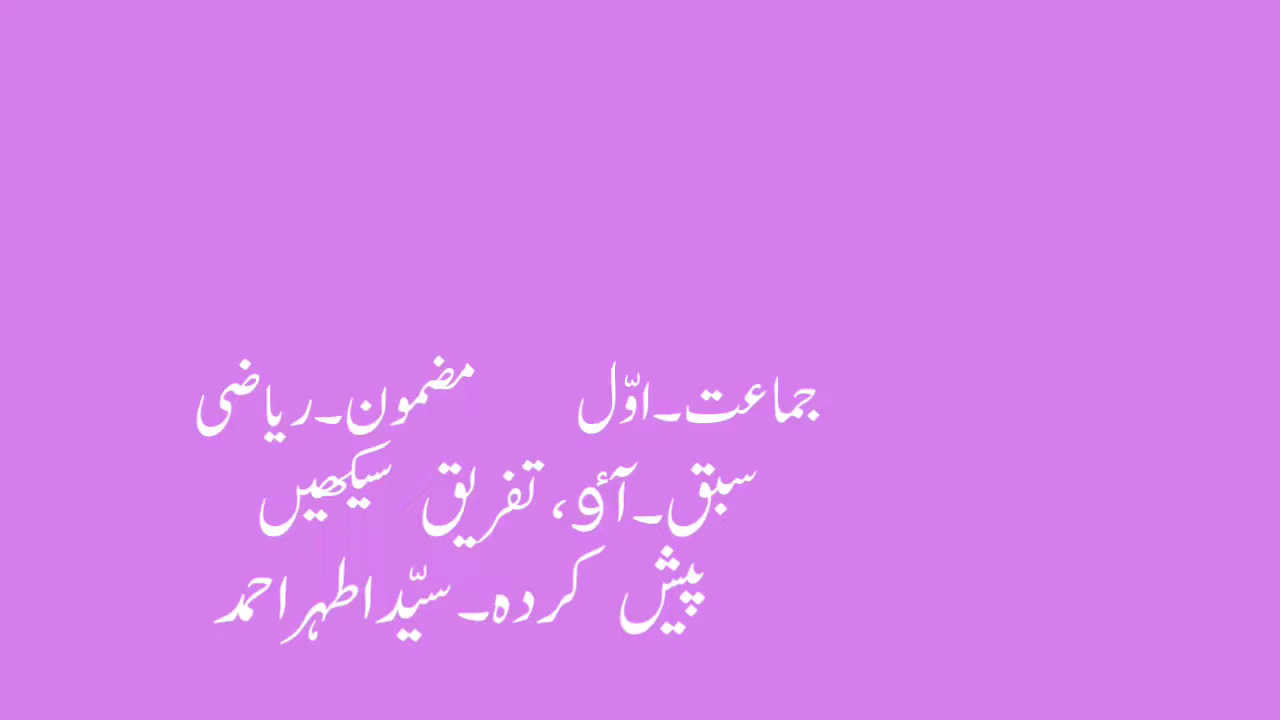 جماعت۔اوّل مضمون۔ریاضی
سبق۔آؤ، تفریق سیکھیں
پیش کردہ۔سیّداطہراحمد